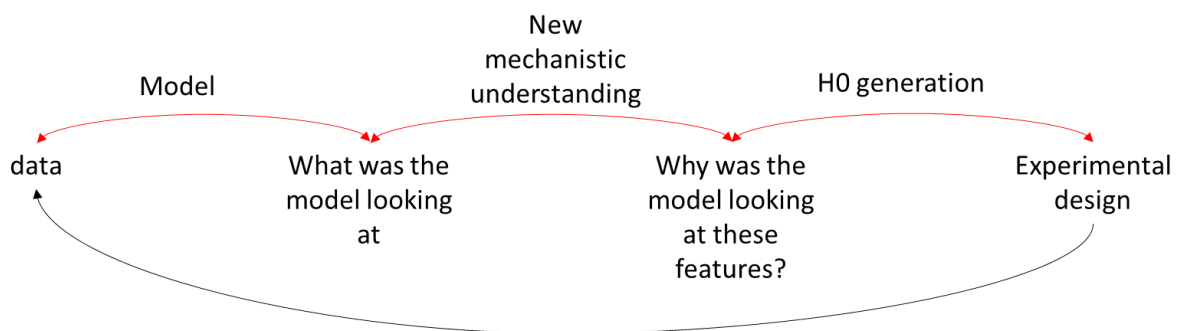 New
mechanistic
understanding
Model
H0 generation
data
What was the
model looking
at
Why was the
model looking
at these
features?
Experimental
design